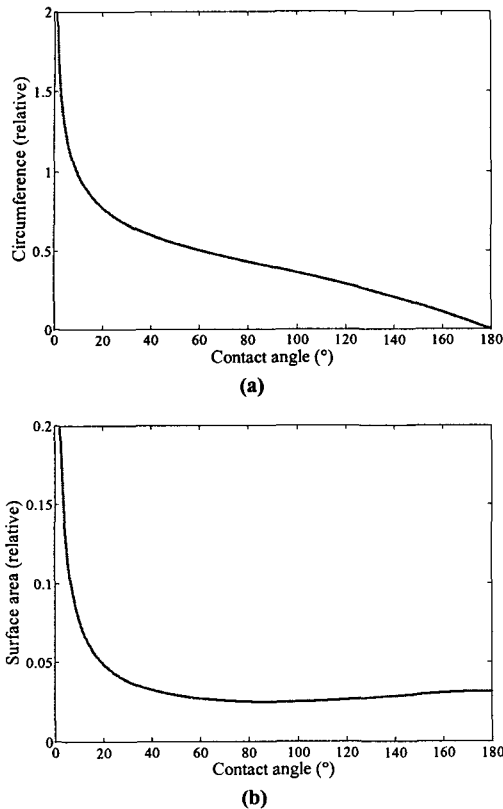 2
1.5
1
0.5
0
Circumference (relative)
0 20 40 60 80 100 120 140 160 180
Contact angle (°)
(a)
0.2
0.15
0.1
0.05
0
Surface area (relative)
0 20 40 60 80 100 120 140 160 180
Contact angle (°)
(b)